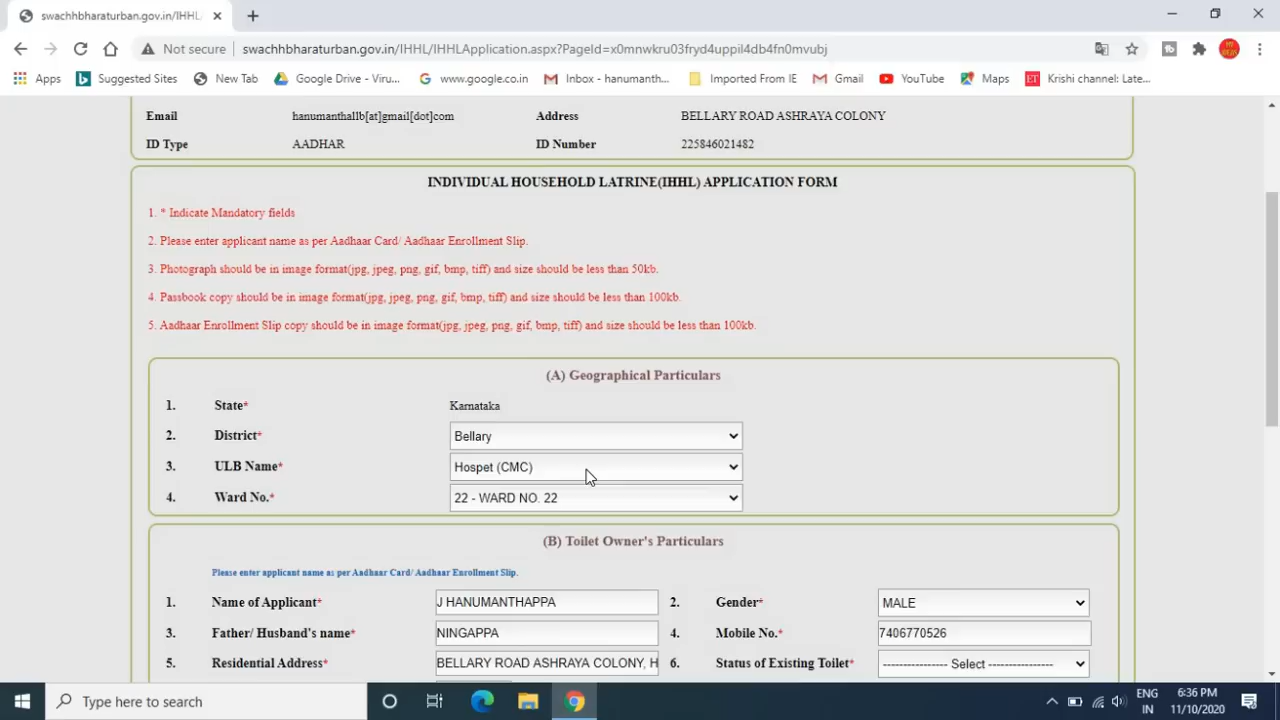 swachhbharaturban.gov.in/IHHL/
Not secure swachhbharaturban.gov.in/IHHL/IHHLApplication.aspx?PageId=x0mnwkru03fryd4uppil4db4fn0mvubj
Apps Suggested Sites New Tab Google Drive - Viru... www.google.co.in Inbox - hanumanth... Imported From IE Gmail YouTube Maps ET Krishi channel: Late...
Email hanumanthallb[at]gmail[dot]com Address BELLARY ROAD ASHRAYA COLONY
ID Type AADHAR ID Number 225846021482
INDIVIDUAL HOUSEHOLD LATRINE(IHHL) APPLICATION FORM
1. * Indicate Mandatory fields
2. Please enter applicant name as per Aadhaar Card/ Aadhaar Enrollment Slip.
3. Photograph should be in image format(jpg, jpeg, png, gif, bmp, tiff) and size should be less than 50kb.
4. Passbook copy should be in image format(jpg, jpeg, png, gif, bmp, tiff) and size should be less than 100kb.
5. Aadhaar Enrollment Slip copy should be in image format(jpg, jpeg, png, gif, bmp, tiff) and size should be less than 100kb.
(A) Geographical Particulars
1. State* Karnataka
2. District* Bellary
3. ULB Name* Hospet (CMC)
4. Ward No.* 22 - WARD NO. 22
(B) Toilet Owner's Particulars
Please enter applicant name as per Aadhaar Card/ Aadhaar Enrollment Slip.
1. Name of Applicant* J HANUMANTHAPPA 2. Gender* MALE
3. Father/ Husband's name* NINGAPPA 4. Mobile No.* 7406770526
5. Residential Address* BELLARY ROAD ASHRAYA COLONY, H 6. Status of Existing Toilet* ---------------- Select ----------------
Type here to search
ENG 6:36 PM
IN 11/10/2020